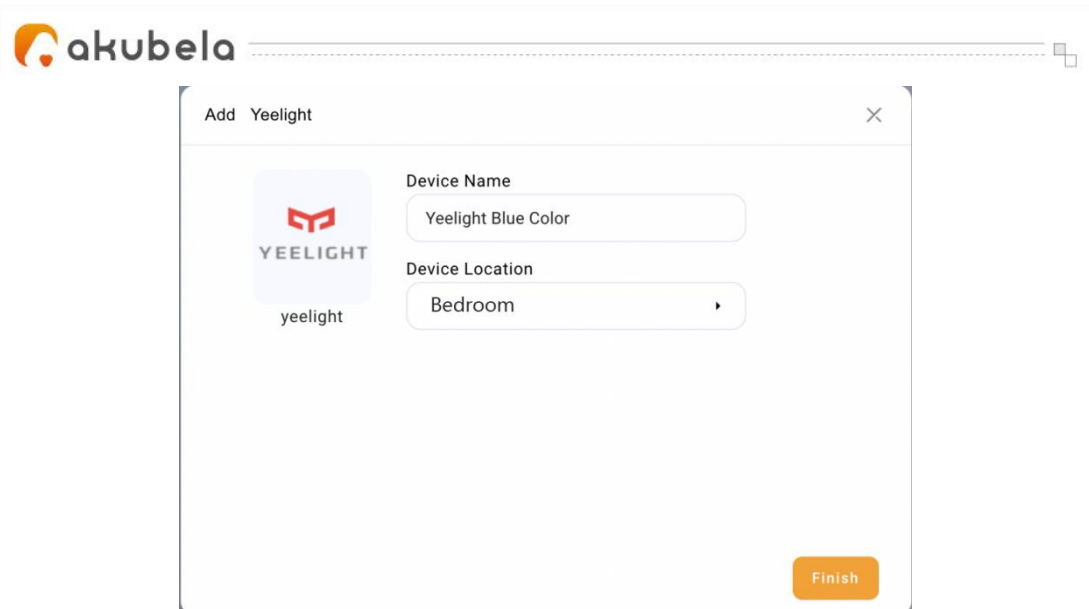 akubela
Add Yeelight
Device Name
Yeelight Blue Color
YEELIGHT
Device Location
Bedroom
yeelight
Finish